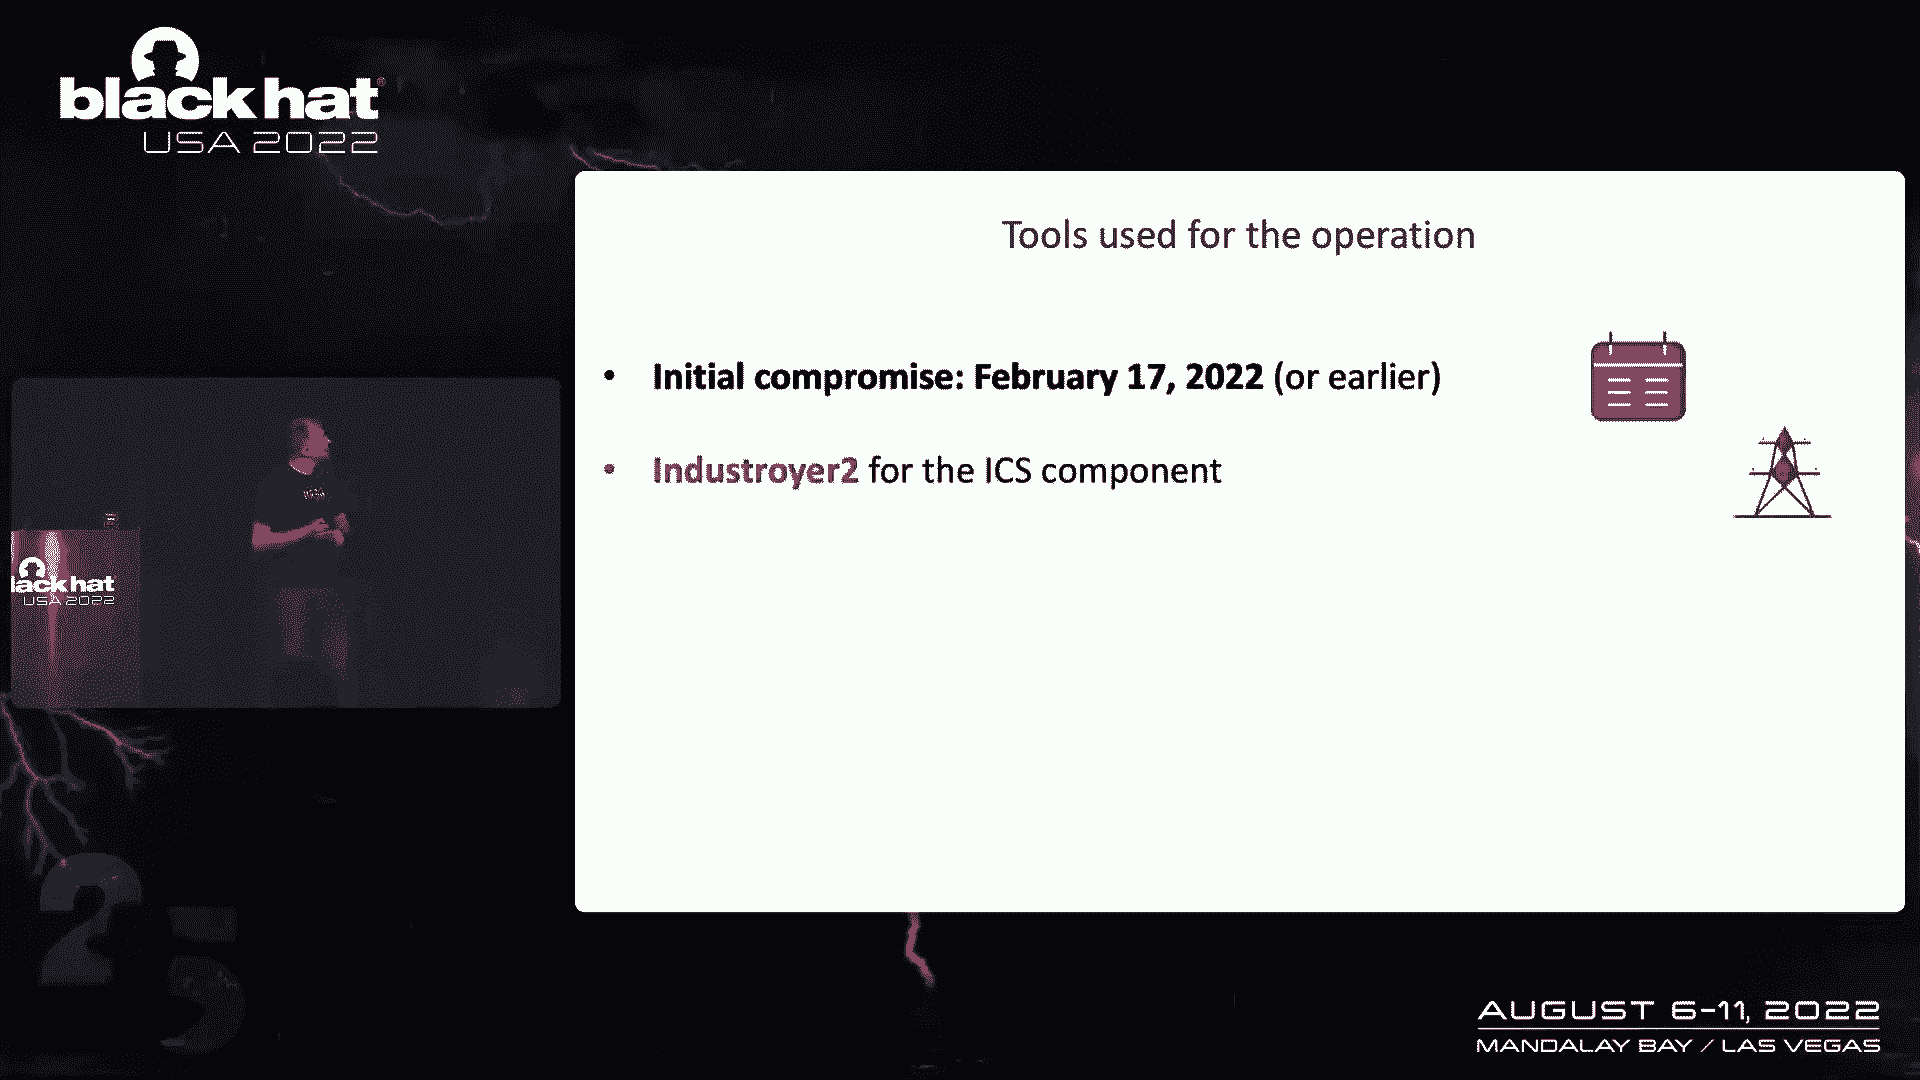 black hat®
USA 2022
Tools used for the operation
• Initial compromise: February 17, 2022 (or earlier)
• Industroyer2 for the ICS component
lack hat
USA 2022
25
AUGUST 6-11, 2022
MANDALAY BAY / LAS VEGAS